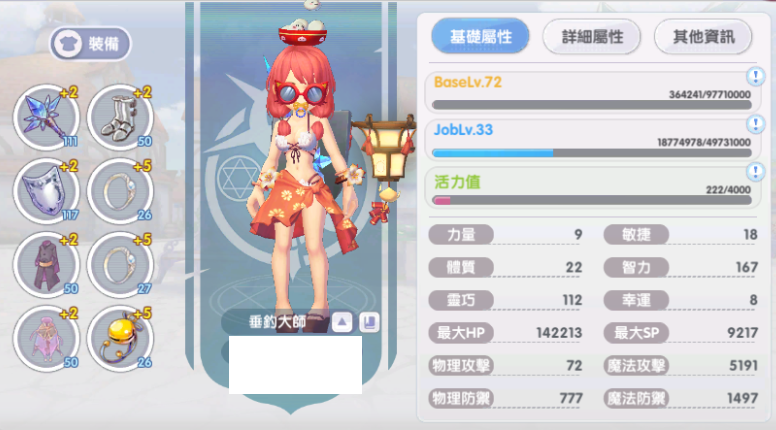 裝備
+2
111
+2
50
+2
117
+5
26
+2
50
+5
27
+2
50
+5
26
垂釣大師
基礎屬性
詳細屬性
其他資訊
BaseLv.72
364241/97710000
JobLv.33
18774978/49731000
活力值
222/4000
力量 9 敏捷 18
體質 22 智力 167
靈巧 112 幸運 8
最大HP 142213 最大SP 9217
物理攻擊 72 魔法攻擊 5191
物理防禦 777 魔法防禦 1497